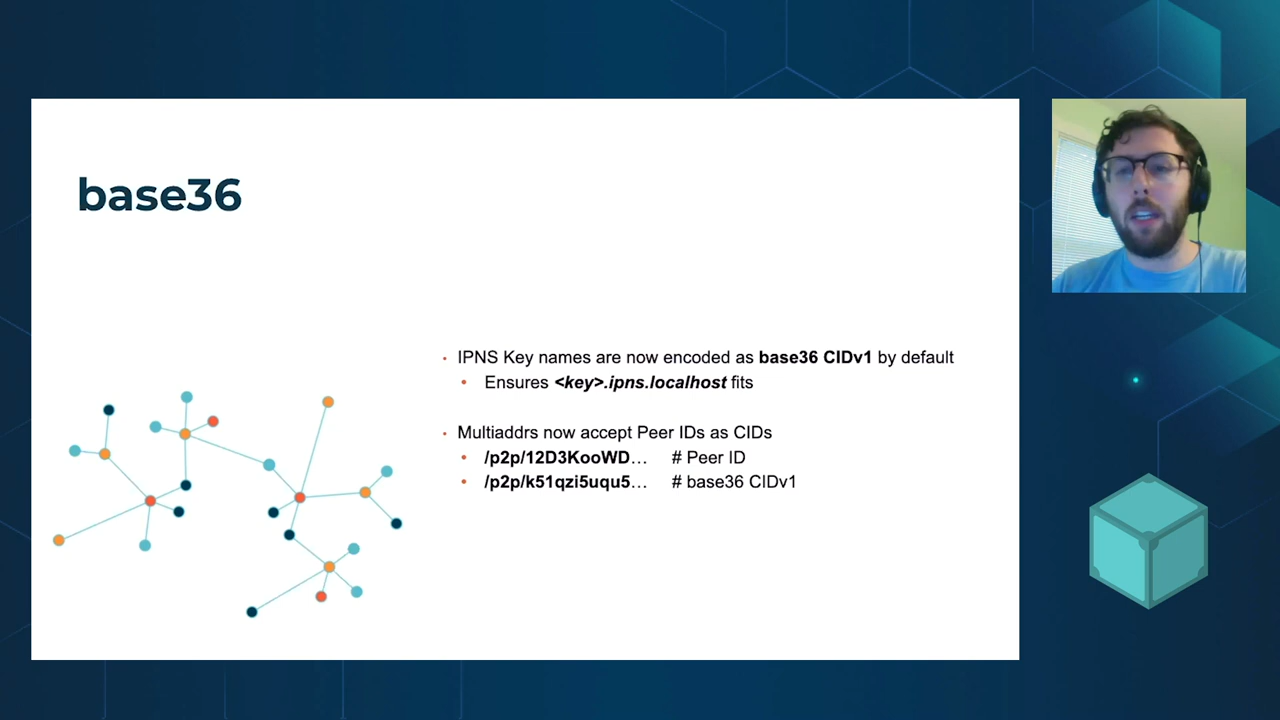 base36
• IPNS Key names are now encoded as base36 CIDv1 by default
• Ensures <key>.ipns.localhost fits
• Multiaddrs now accept Peer IDs as CIDs
• /p2p/12D3KooWD… # Peer ID
• /p2p/k51qzi5uqu5… # base36 CIDv1